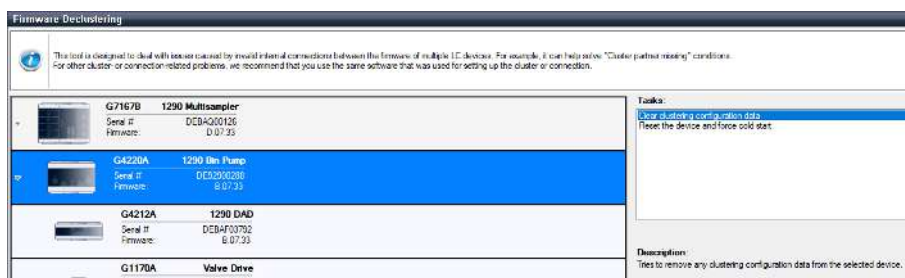 Firmware Declustering
This tool is designed to deal with issues caused by invalid internal connections between the firmware of multiple LC devices. For example, it can help solve "Cluster partner missing" conditions.
For other cluster- or connection-related problems, we recommend that you use the same software that was used for setting up the cluster or connection.
G7167B 1290 Multisampler
Serial #: DEBAQ00126
Firmware: D.07.33
G4220A 1290 Bin Pump
Serial #: DE92900288
Firmware: B.07.33
G4212A 1290 DAD
Serial #: DEBAF03792
Firmware: B.07.33
G1170A Valve Drive
Tasks:
Clear clustering configuration data
Reset the device and force cold start
Description:
Tries to remove any clustering configuration data from the selected device.